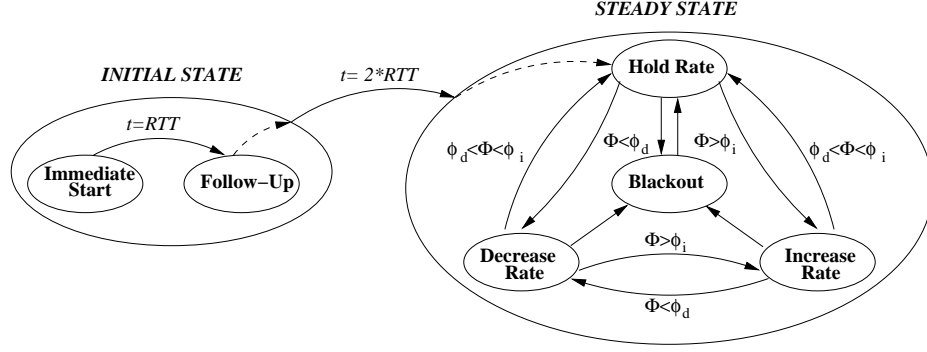 STEADY STATE
INITIAL STATE
t= 2*RTT
Hold Rate
t=RTT
ϕd<Φ<ϕi
Φ<ϕd
Φ>ϕi
ϕd<Φ<ϕi
Immediate
Start
Follow-Up
Blackout
Decrease
Rate
Φ>ϕi
Increase
Rate
Φ<ϕd